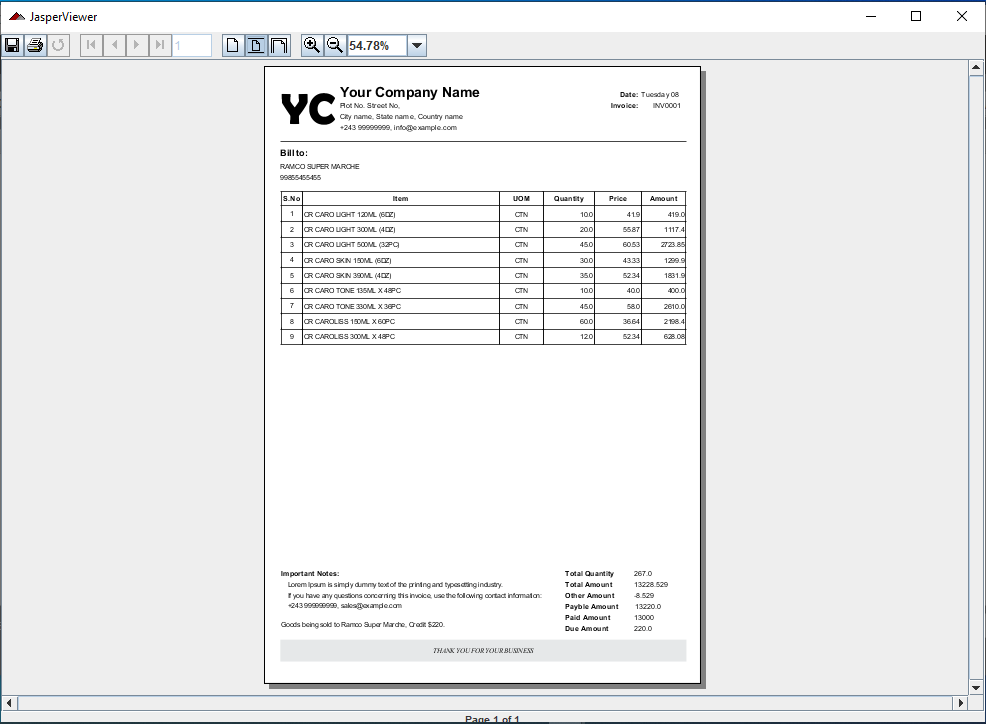 JasperViewer
1
54.78%
YC
Your Company Name
Plot No. Street No,
City name, State name, Country name
+243 99999999, info@example.com
Date: Tuesday 08
Invoice: INV0001
Bill to:
RAMCO SUPER MARCHE
99855455455
S.No Item UOM Quantity Price Amount
1 CR CARO LIGHT 120ML (6DZ) CTN 10.0 41.9 419.0
2 CR CARO LIGHT 300ML (4DZ) CTN 20.0 55.87 1117.4
3 CR CARO LIGHT 500ML (32PC) CTN 45.0 60.53 2723.85
4 CR CARO SKIN 150ML (6DZ) CTN 30.0 43.33 1299.9
5 CR CARO SKIN 390ML (4DZ) CTN 35.0 52.34 1831.9
6 CR CARO TONE 135ML X 48PC CTN 10.0 40.0 400.0
7 CR CARO TONE 330ML X 36PC CTN 45.0 58.0 2610.0
8 CR CAROLISS 150ML X 60PC CTN 60.0 36.64 2198.4
9 CR CAROLISS 300ML X 48PC CTN 12.0 52.34 628.08
Important Notes:
Lorem Ipsum is simply dummy text of the printing and typesetting industry.
If you have any questions concerning this invoice, use the following contact information:
+243 999999999, sales@example.com
Goods being sold to Ramco Super Marche, Credit $220.
Total Quantity 267.0
Total Amount 13228.529
Other Amount -8.529
Payble Amount 13220.0
Paid Amount 13000
Due Amount 220.0
THANK YOU FOR YOUR BUSINESS
Page 1 of 1